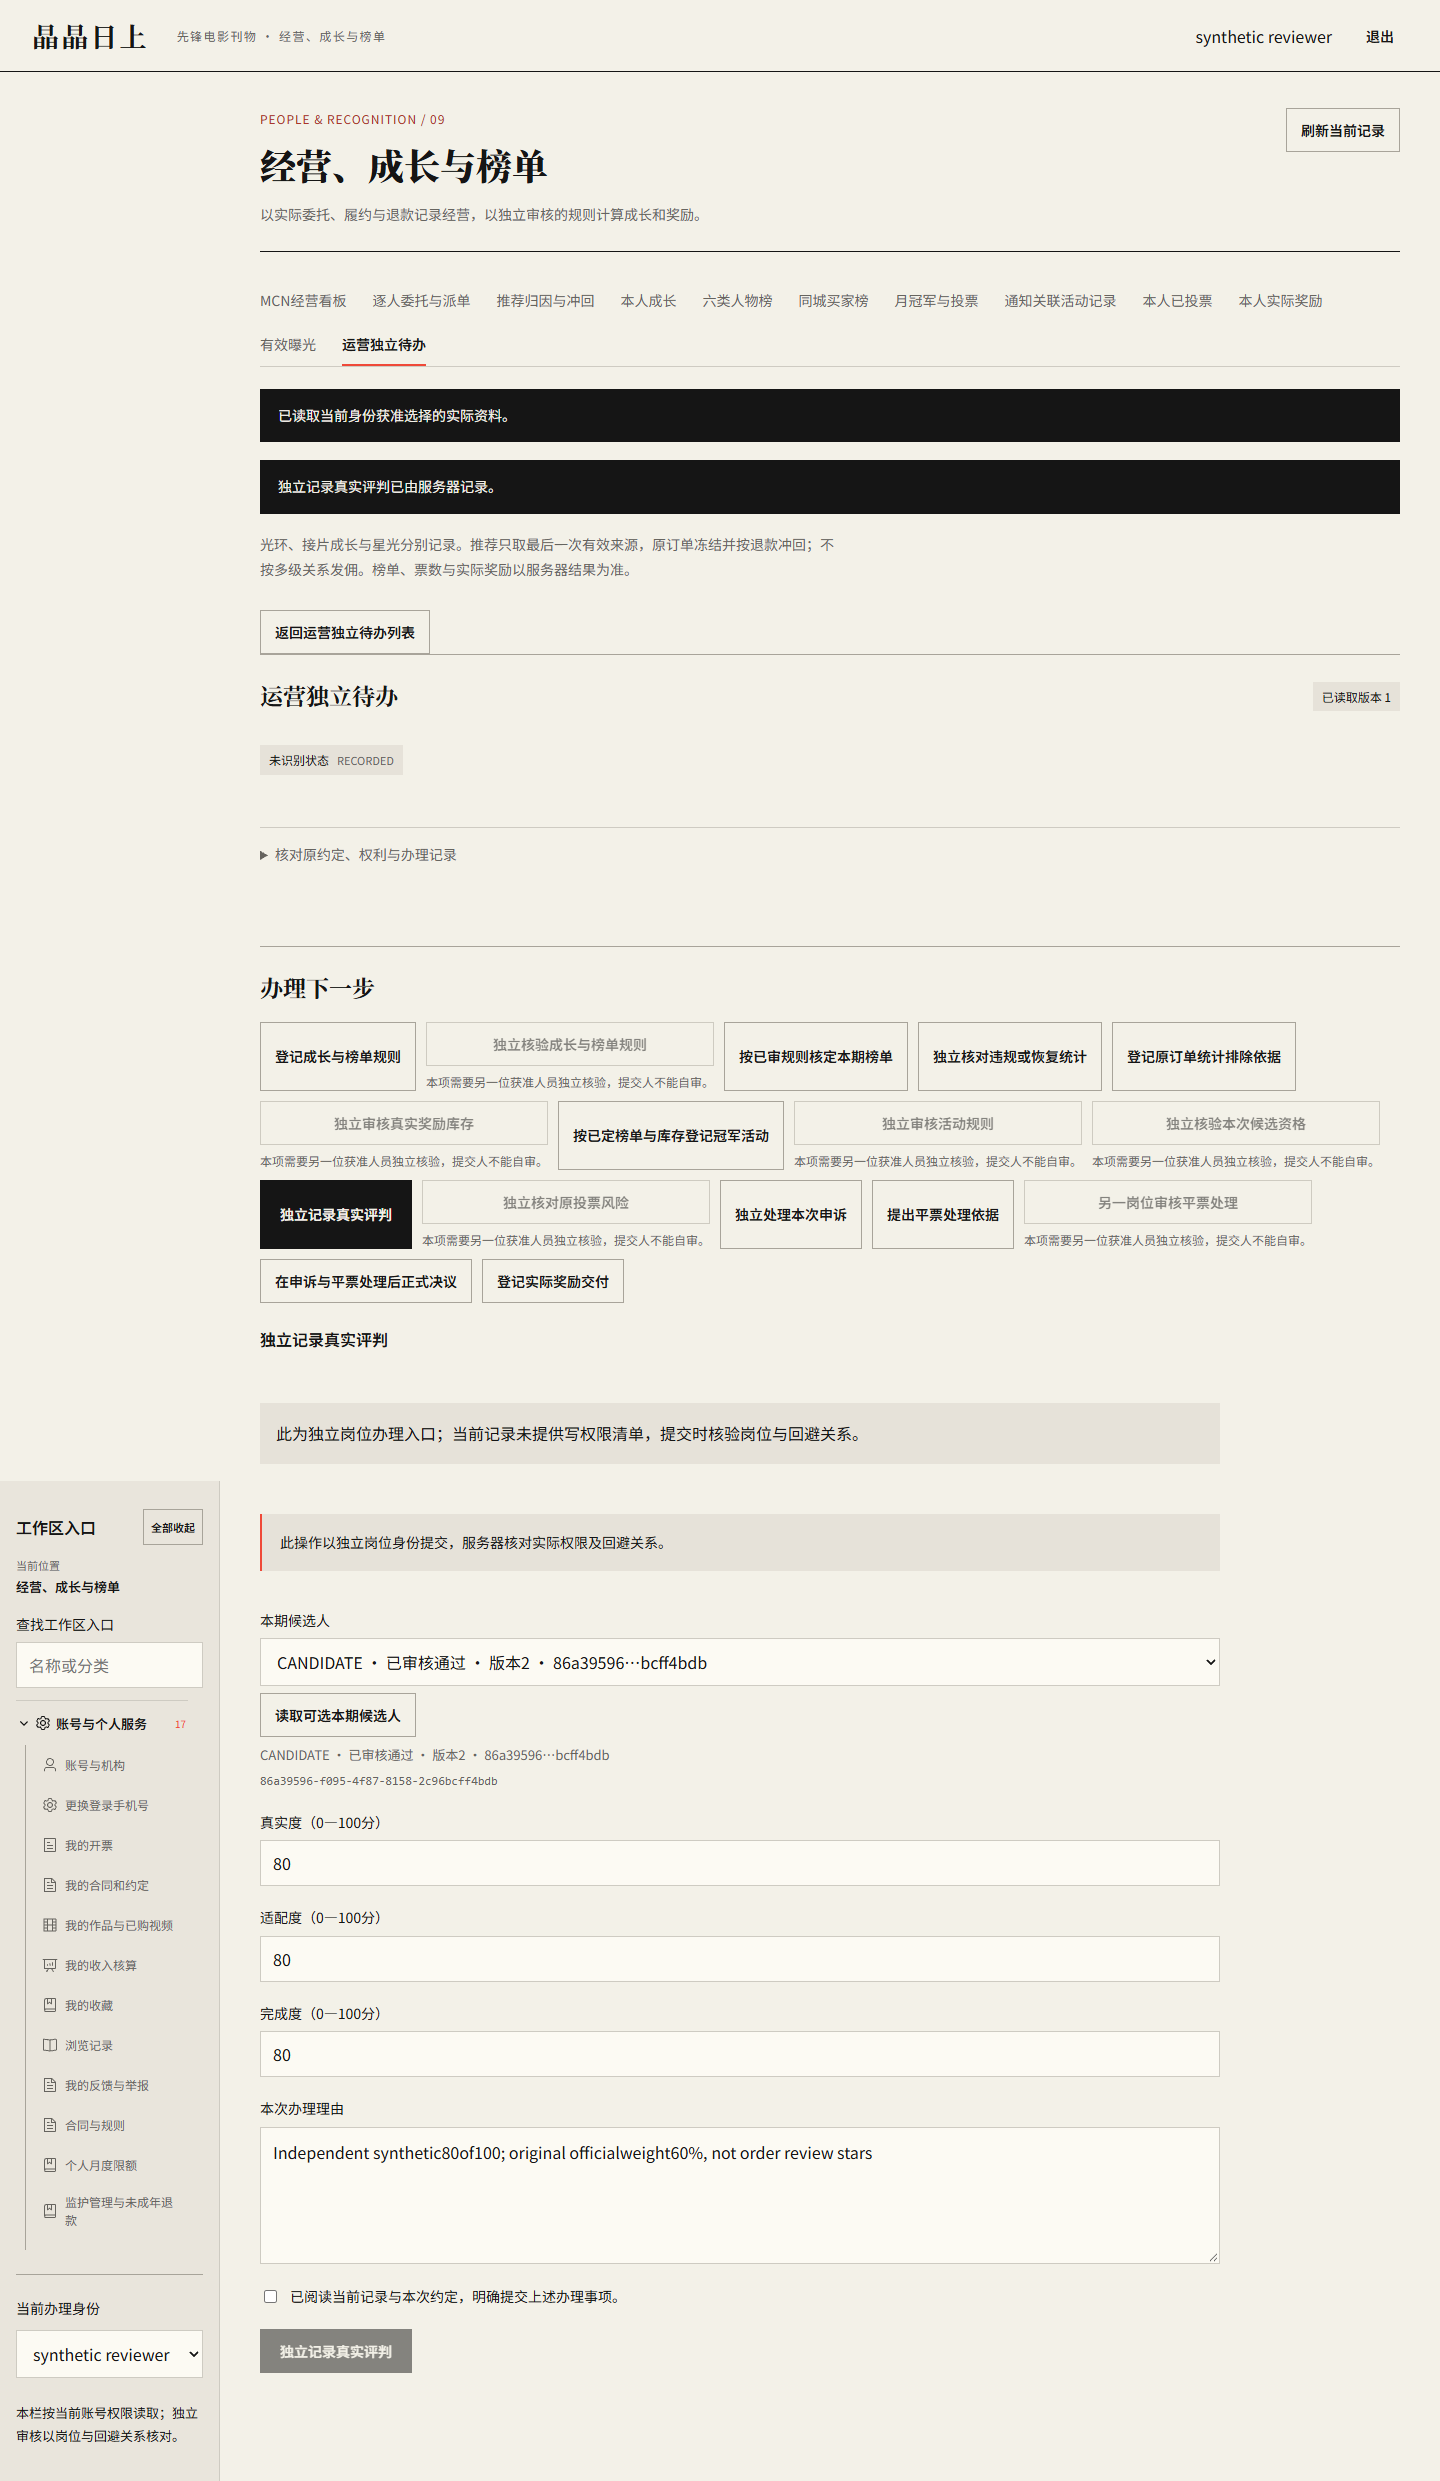 晶晶日上
先锋电影刊物 · 经营、成长与榜单
synthetic reviewer
退出
PEOPLE & RECOGNITION / 09
刷新当前记录
经营、成长与榜单
以实际委托、履约与退款记录经营，以独立审核的规则计算成长和奖励。
MCN经营看板 逐人委托与派单 推荐归因与冲回 本人成长 六类人物榜 同城买家榜 月冠军与投票 通知关联活动记录 本人已投票 本人实际奖励
有效曝光 运营独立待办
已读取当前身份获准选择的实际资料。
独立记录真实评判已由服务器记录。
光环、接片成长与星光分别记录。推荐只取最后一次有效来源，原订单冻结并按退款冲回；不
按多级关系发佣。榜单、票数与实际奖励以服务器结果为准。
返回运营独立待办列表
运营独立待办
已读取版本 1
未识别状态 RECORDED
核对原约定、权利与办理记录
办理下一步
登记成长与榜单规则
独立核验成长与榜单规则
本项需要另一位获准人员独立核验，提交人不能自审。
按已审规则核定本期榜单
独立核对违规或恢复统计
登记原订单统计排除依据
独立审核真实奖励库存
本项需要另一位获准人员独立核验，提交人不能自审。
按已定榜单与库存登记冠军活动
独立审核活动规则
本项需要另一位获准人员独立核验，提交人不能自审。
独立核验本次候选资格
本项需要另一位获准人员独立核验，提交人不能自审。
独立记录真实评判
独立核对原投票风险
本项需要另一位获准人员独立核验，提交人不能自审。
独立处理本次申诉
提出平票处理依据
另一岗位审核平票处理
本项需要另一位获准人员独立核验，提交人不能自审。
在申诉与平票处理后正式决议
登记实际奖励交付
独立记录真实评判
此为独立岗位办理入口；当前记录未提供写权限清单，提交时核验岗位与回避关系。
此操作以独立岗位身份提交，服务器核对实际权限及回避关系。
本期候选人
CANDIDATE · 已审核通过 · 版本2 · 86a39596…bcff4bdb
读取可选本期候选人
CANDIDATE · 已审核通过 · 版本2 · 86a39596…bcff4bdb
86a39596-f095-4f87-8158-2c96bcff4bdb
真实度（0—100分）
80
适配度（0—100分）
80
完成度（0—100分）
80
本次办理理由
Independent synthetic80of100; original officialweight60%, not order review stars
已阅读当前记录与本次约定，明确提交上述办理事项。
独立记录真实评判
工作区入口
全部收起
当前位置
经营、成长与榜单
查找工作区入口
名称或分类
账号与个人服务 17
账号与机构
更换登录手机号
我的开票
我的合同和约定
我的作品与已购视频
我的收入核算
我的收藏
浏览记录
我的反馈与举报
合同与规则
个人月度限额
监护管理与未成年退
款
当前办理身份
synthetic reviewer
本栏按当前账号权限读取；独立
审核以岗位与回避关系核对。